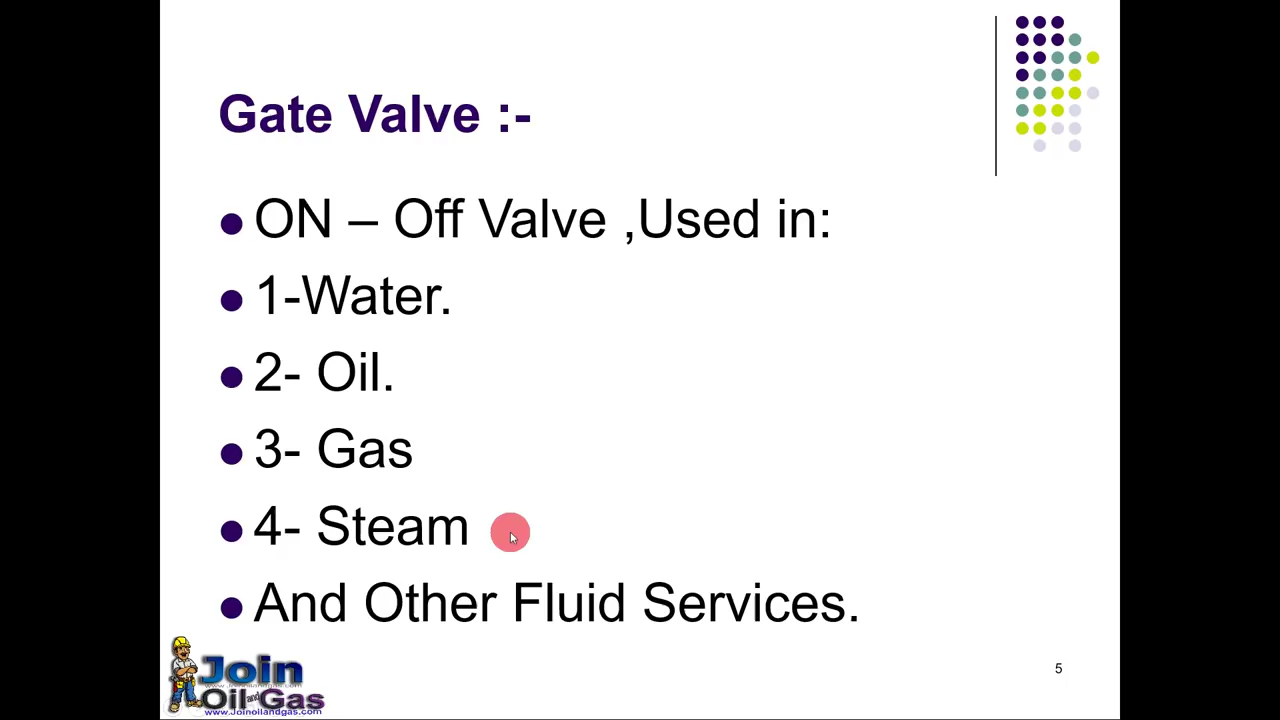 Gate Valve :-
ON – Off Valve ,Used in:
1-Water.
2- Oil.
3- Gas
4- Steam
And Other Fluid Services.
5
Join
Oil and Gas
www.Joinoilandgas.com